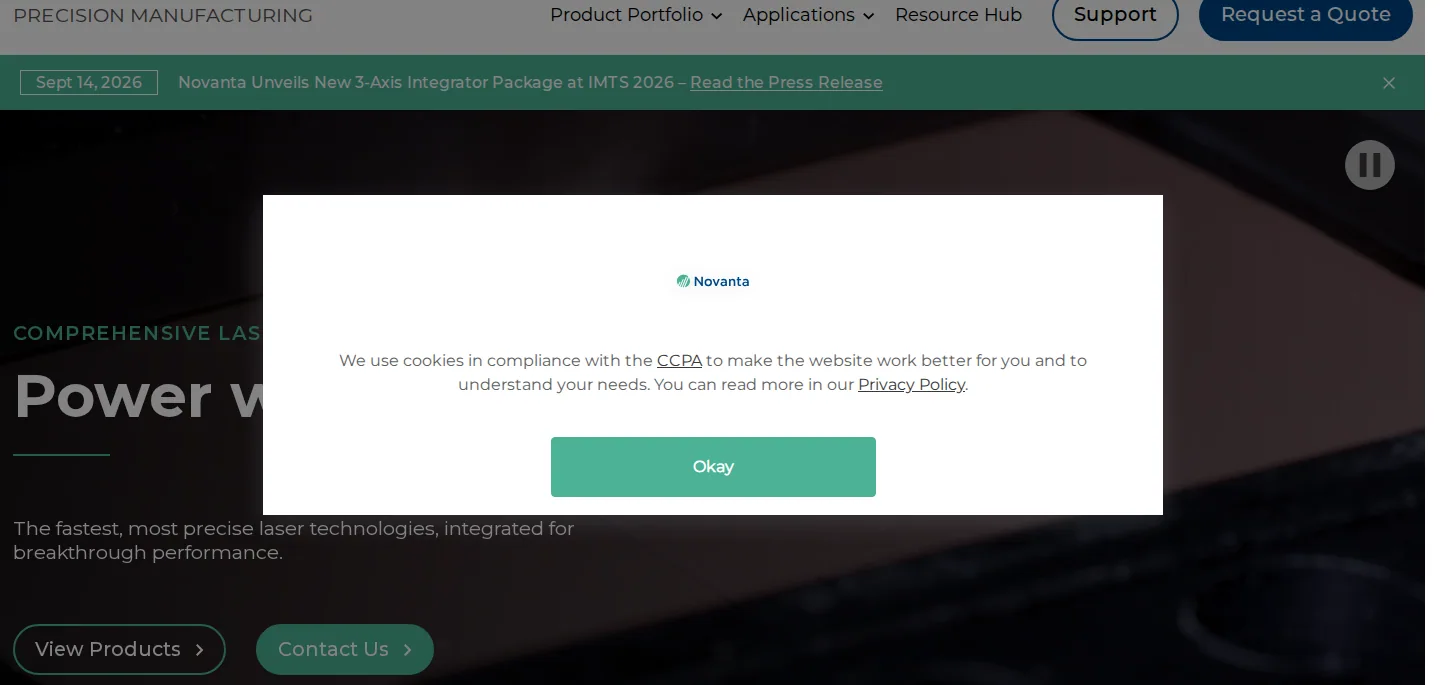 PRECISION MANUFACTURING
Product Portfolio
Applications
Resource Hub
Support
Request a Quote
Sept 14, 2026
Novanta Unveils New 3-Axis Integrator Package at IMTS 2026 – Read the Press Release
Novanta
We use cookies in compliance with the CCPA to make the website work better for you and to
understand your needs. You can read more in our Privacy Policy.
Okay
COMPREHENSIVE
Power
The fastest, most precise laser technologies, integrated for
breakthrough performance.
View Products
Contact Us